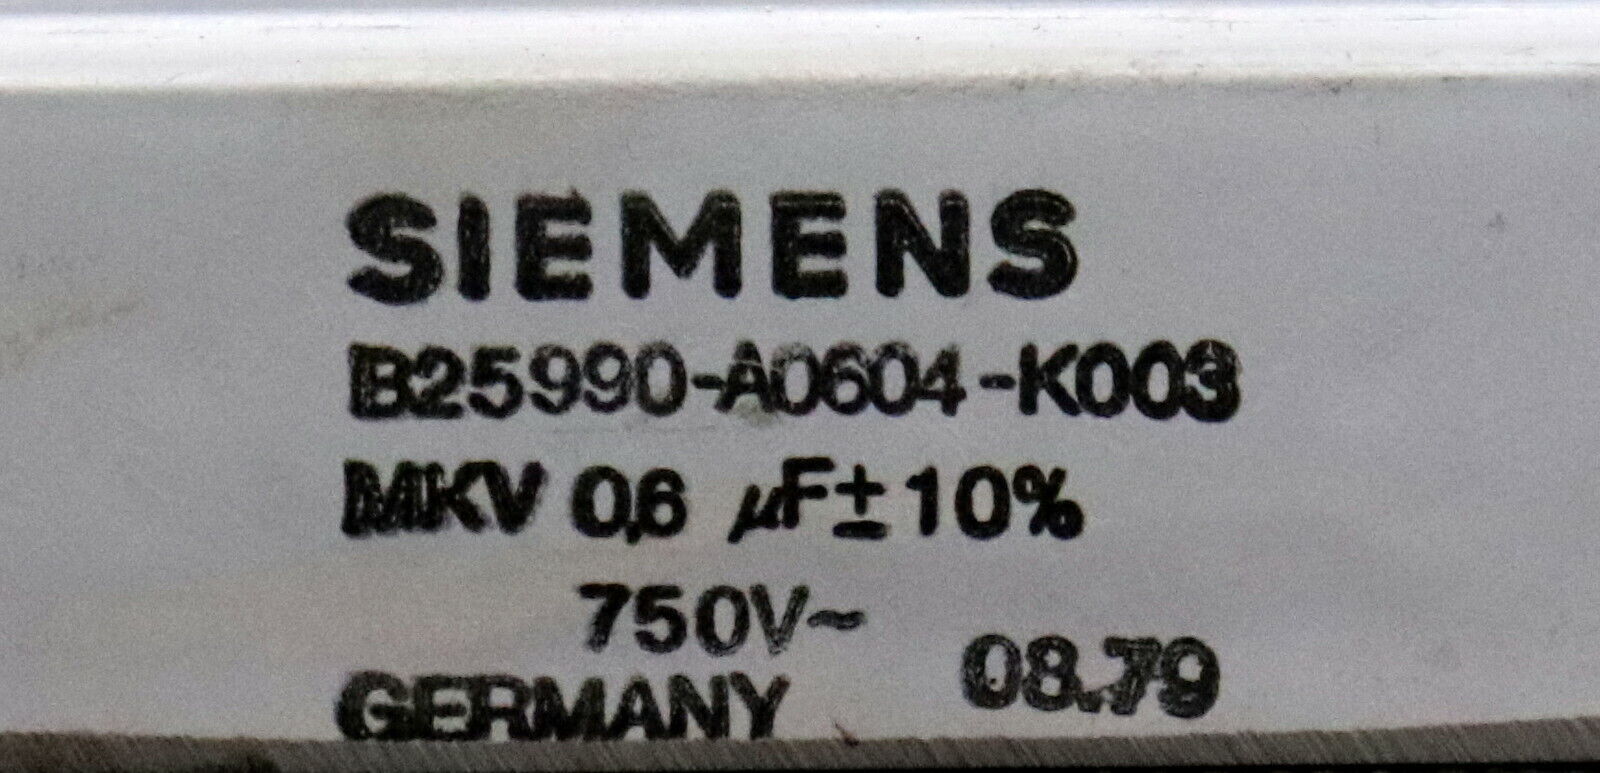 SIEMENS
B25990-A0604-K003
MKV 0,6 µF ± 10%
750V~
08.79
GERMANY